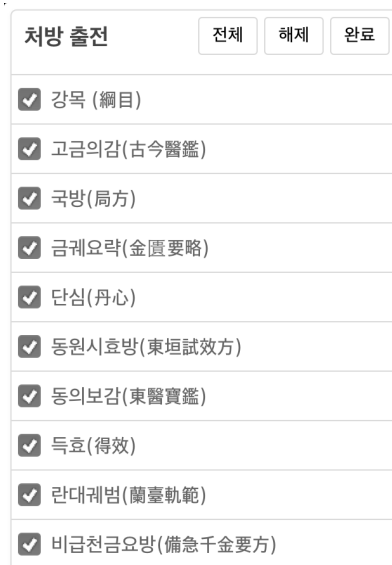 처방 출전 전체 해제 완료
강목 (綱目)
고금의감(古今醫鑑)
국방(局方)
금궤요략(金匱要略)
단심(丹心)
동원시효방(東垣試效方)
동의보감(東醫寶鑑)
득효(得效)
란대궤범(蘭臺軌範)
비급천금요방(備急千金要方)